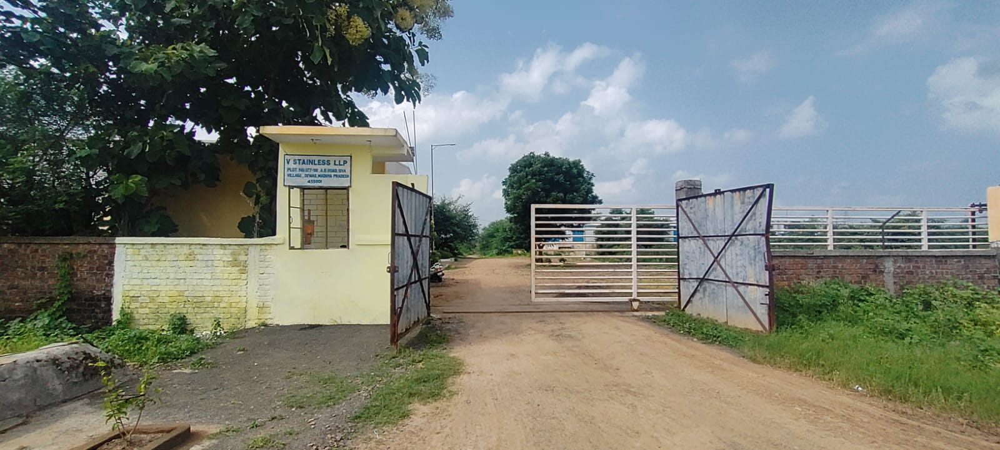 V STAINLESS LLP
PLOT NO: 177-181, A.B. ROAD, SIYA
VILLAGE, DEWAS, MADHYA PRADESH
455001